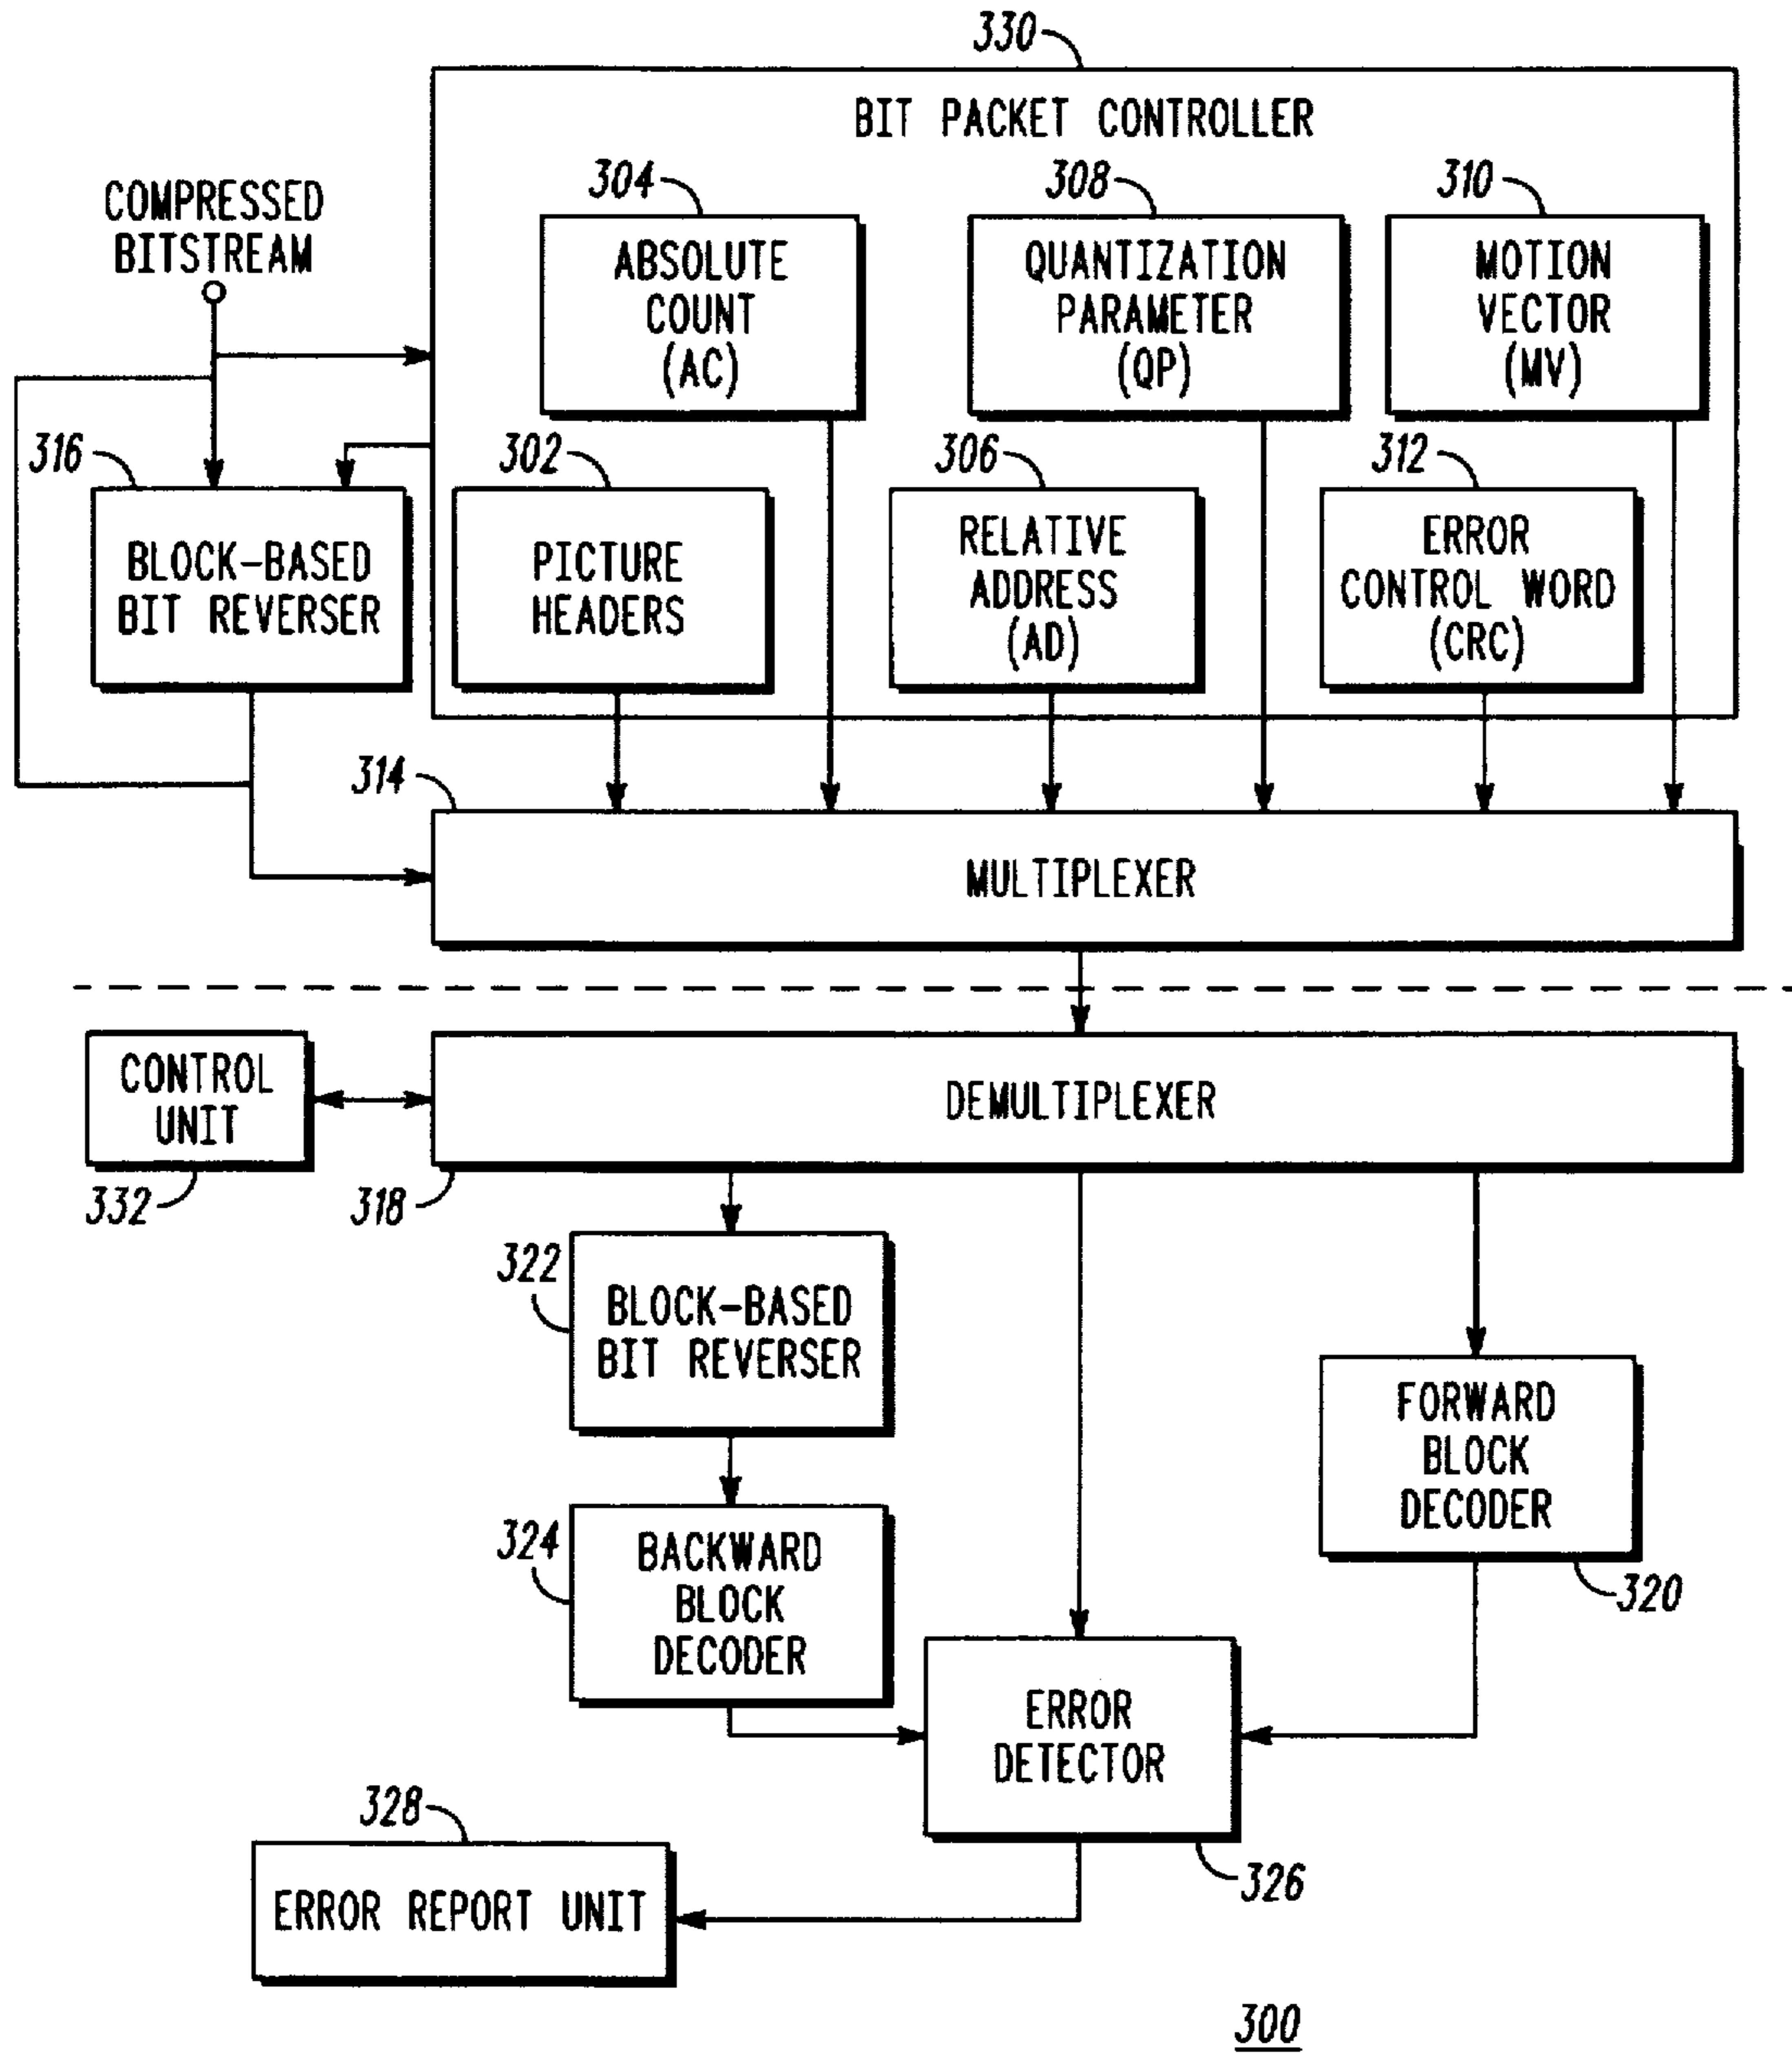 330
BIT PACKET CONTROLLER
COMPRESSED
BITSTREAM
304
ABSOLUTE
COUNT
(AC)
308
QUANTIZATION
PARAMETER
(QP)
310
MOTION
VECTOR
(MV)
316
BLOCK-BASED
BIT REVERSER
302
PICTURE
HEADERS
306
RELATIVE
ADDRESS
(AD)
312
ERROR
CONTROL WORD
(CRC)
314
MULTIPLEXER
CONTROL
UNIT
332
DEMULTIPLEXER
318
322
BLOCK-BASED
BIT REVERSER
FORWARD
BLOCK
DECODER
320
324
BACKWARD
BLOCK
DECODER
ERROR
DETECTOR
326
328
ERROR REPORT UNIT
300